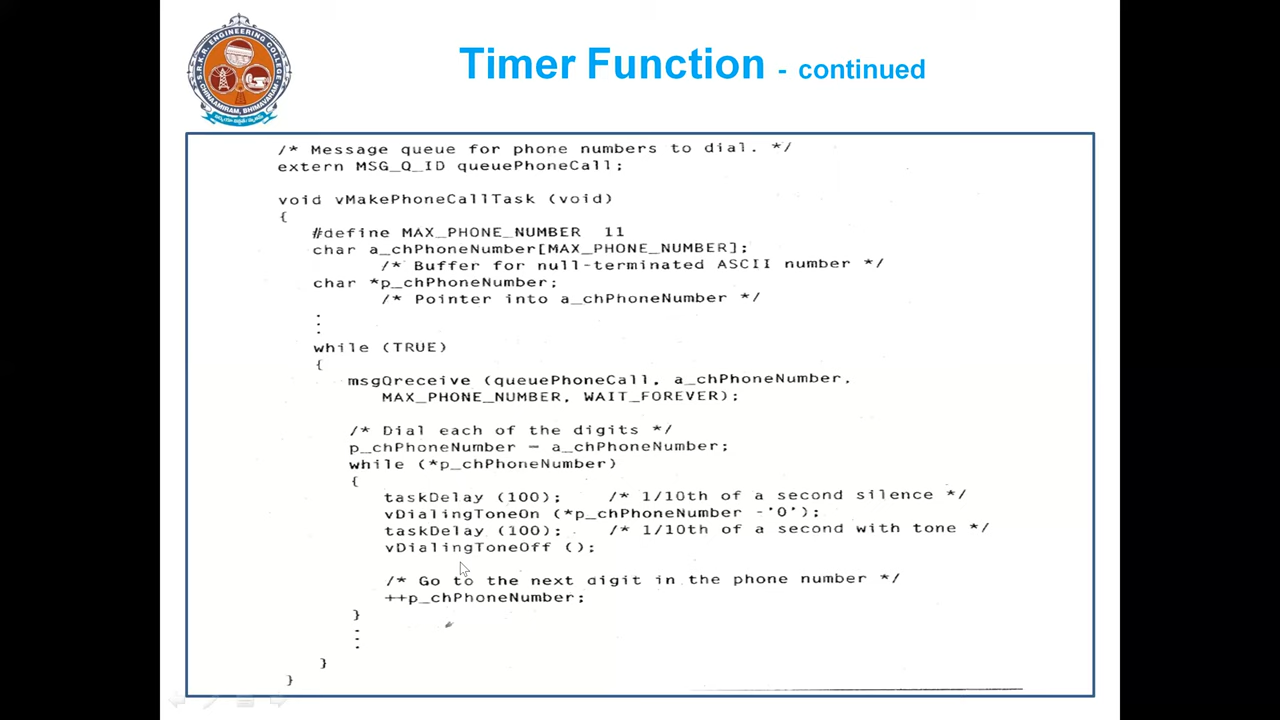 S.R.K.R. ENGINEERING COLLEGE
CHINAAMIRAM, BHIMAVARAM
Timer Function - continued
/* Message queue for phone numbers to dial. */
extern MSG_Q_ID queuePhoneCall;
void vMakePhoneCallTask (void)
{
#define MAX_PHONE_NUMBER 11
char a_chPhoneNumber[MAX_PHONE_NUMBER];
/* Buffer for null-terminated ASCII number */
char *p_chPhoneNumber;
/* Pointer into a_chPhoneNumber */
.
.
.
while (TRUE)
{
msgQreceive (queuePhoneCall, a_chPhoneNumber,
MAX_PHONE_NUMBER, WAIT_FOREVER);
/* Dial each of the digits */
p_chPhoneNumber — a_chPhoneNumber;
while (*p_chPhoneNumber)
{
taskDelay (100); /* 1/10th of a second silence */
vDialingToneOn (*p_chPhoneNumber -'0');
taskDelay (100); /* 1/10th of a second with tone */
vDialingToneOff ();
/* Go to the next digit in the phone number */
++p_chPhoneNumber;
}
.
.
.
}
}